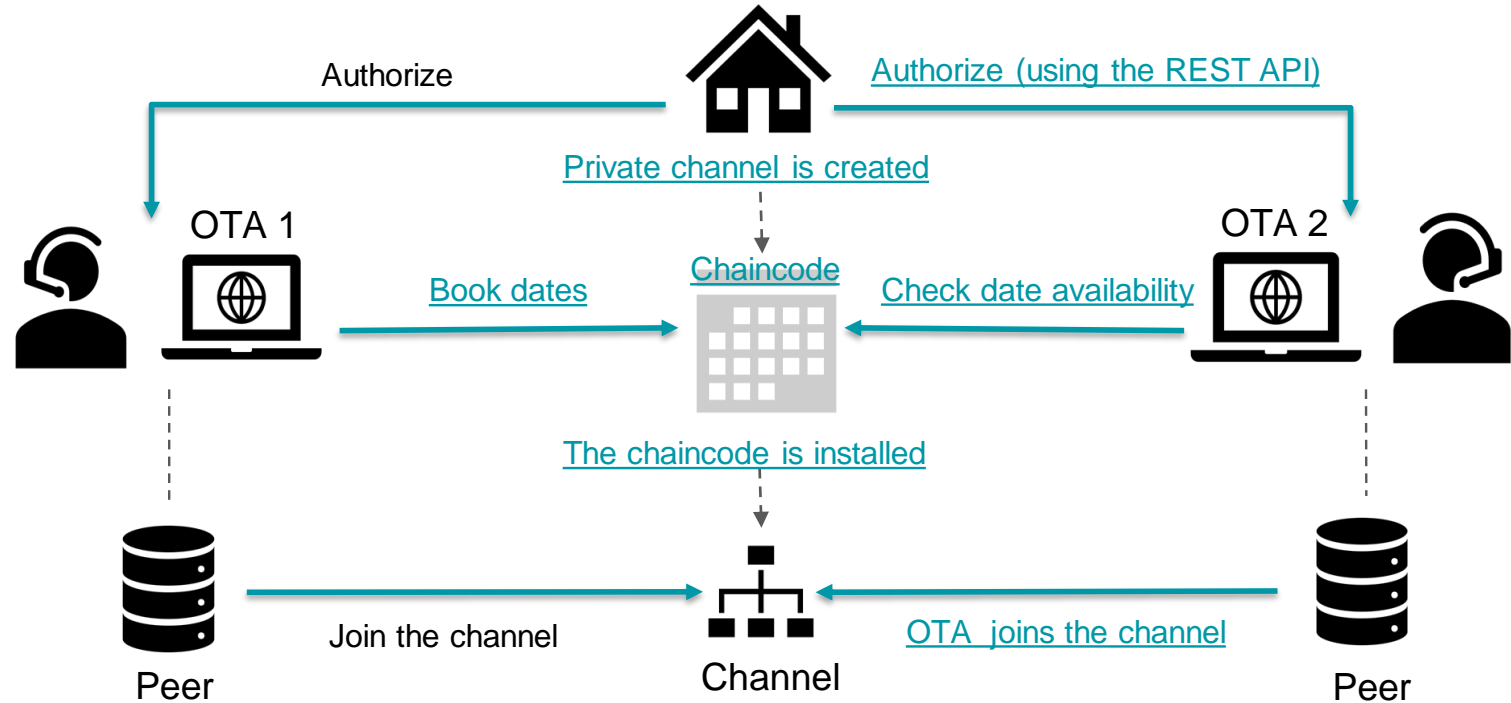 Authorize
Authorize (using the REST API)
Private channel is created
OTA 1
OTA 2
Chaincode
Book dates
Check date availability
The chaincode is installed
Join the channel
OTA  joins the channel
Peer
Channel
Peer